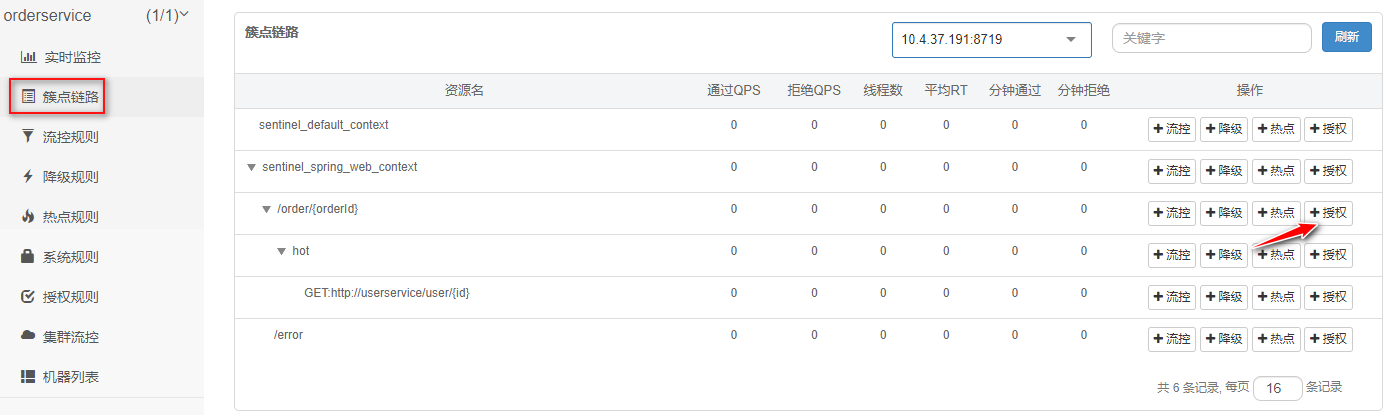 orderservice (1/1)
实时监控
簇点链路
流控规则
降级规则
热点规则
系统规则
授权规则
集群流控
机器列表
簇点链路 10.4.37.191:8719 关键字 刷新
资源名 通过QPS 拒绝QPS 线程数 平均RT 分钟通过 分钟拒绝 操作
sentinel_default_context 0 0 0 0 0 0 +流控 +降级 +热点 +授权
sentinel_spring_web_context 0 0 0 0 0 0 +流控 +降级 +热点 +授权
/order/{orderId} 0 0 0 0 0 0 +流控 +降级 +热点 +授权
hot 0 0 0 0 0 0 +流控 +降级 +热点 +授权
GET:http://userservice/user/{id} 0 0 0 0 0 0 +流控 +降级 +热点 +授权
/error 0 0 0 0 0 0 +流控 +降级 +热点 +授权
共 6 条记录, 每页 16 条记录